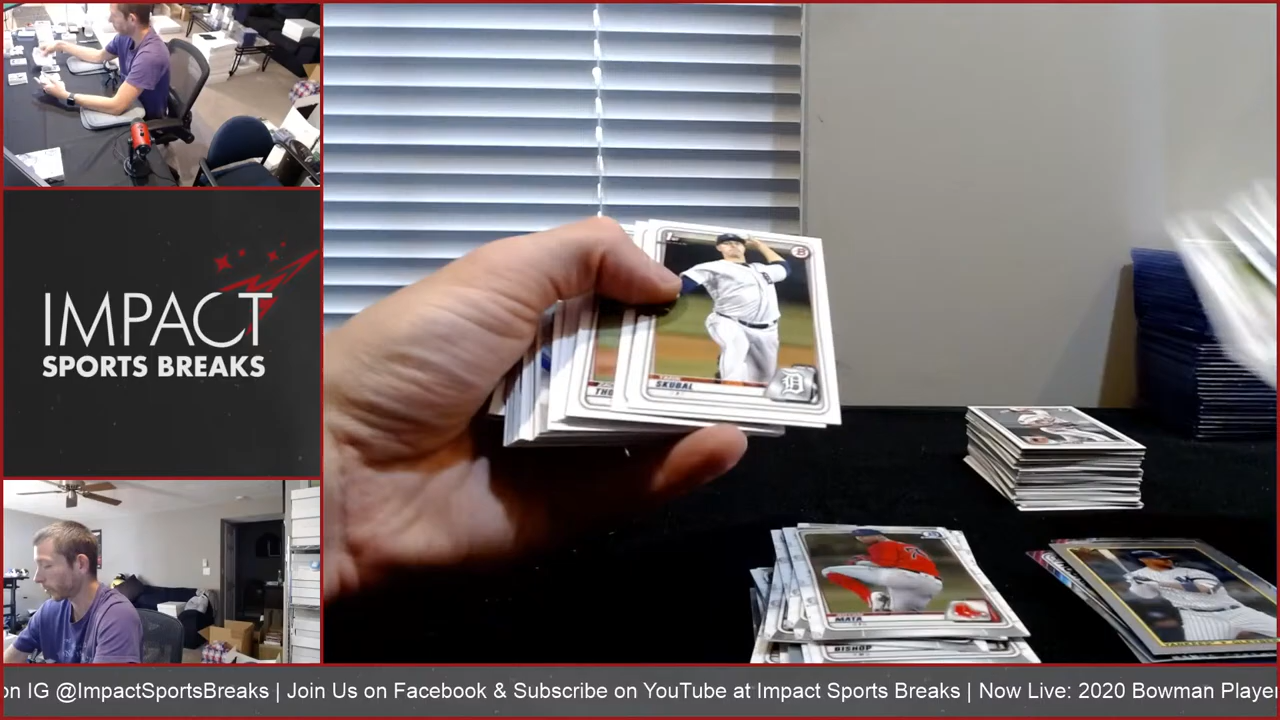 IMPACT
SPORTS BREAKS
SKUBAL
THO
MATA
BISHOP
on IG @ImpactSportsBreaks | Join Us on Facebook & Subscribe on YouTube at Impact Sports Breaks | Now Live: 2020 Bowman Player